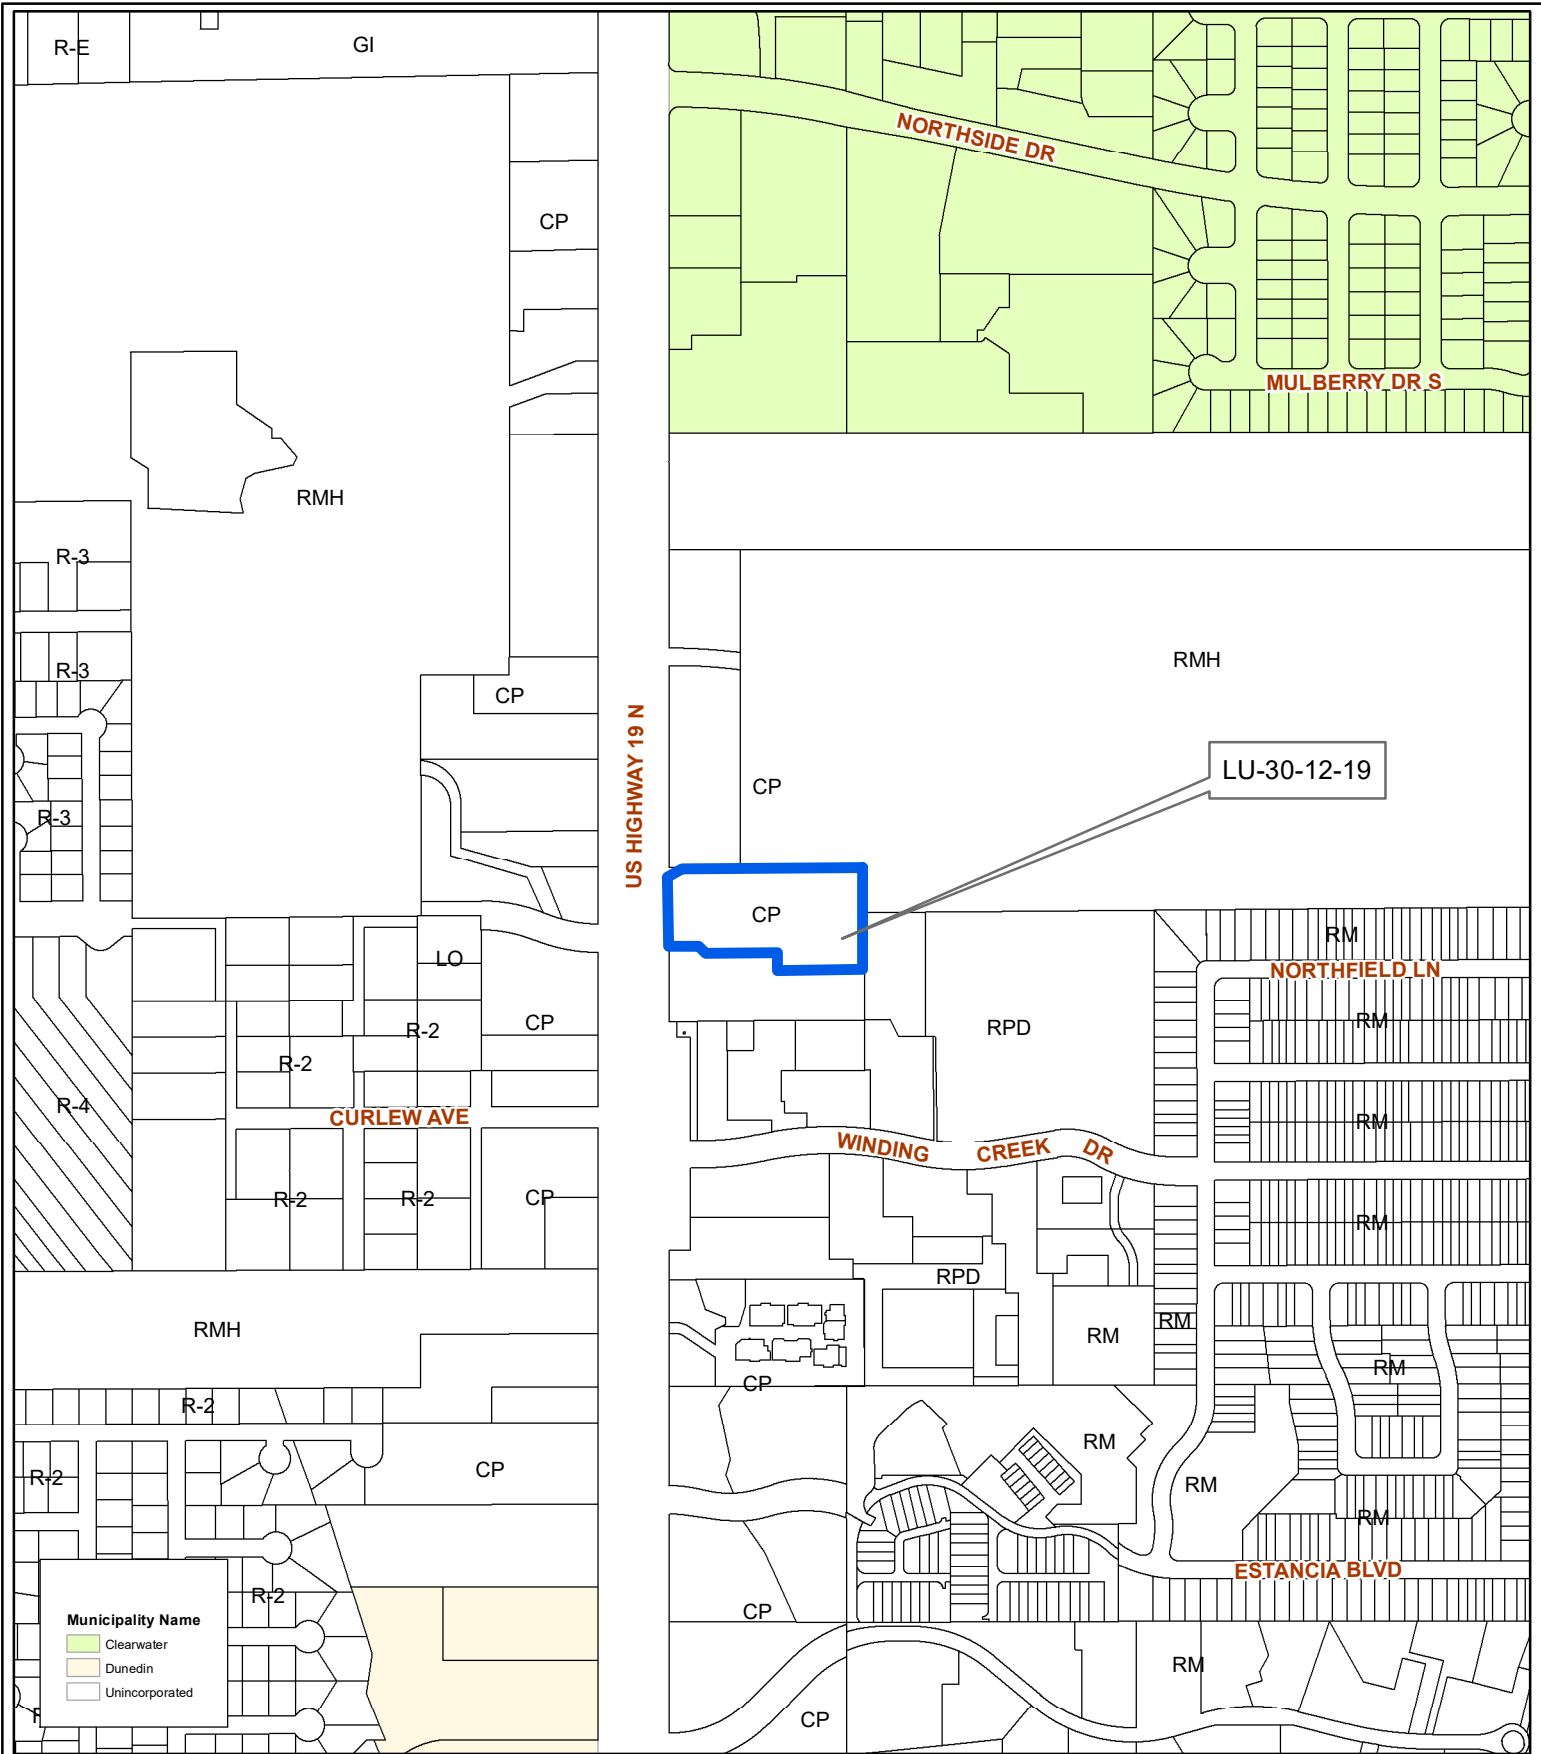 R-E
GI
NORTHSIDE DR
CP
MULBERRY DR S
RMH
R-3
RMH
R-3
CP
US HIGHWAY 19 N
LU-30-12-19
CP
R-3
CP
RM
LO
NORTHFIELD LN
R-2
CP
RPD
RM
R-2
R-4
CURLEW AVE
RM
WINDING CREEK DR
R-2
R-2
CP
RM
RPD
RMH
RM
RM
RM
CP
R-2
RM
CP
R-2
RM
RM
ESTANCIA BLVD
R-2
CP
Municipality Name
Clearwater
Dunedin
Unincorporated
RM
CP